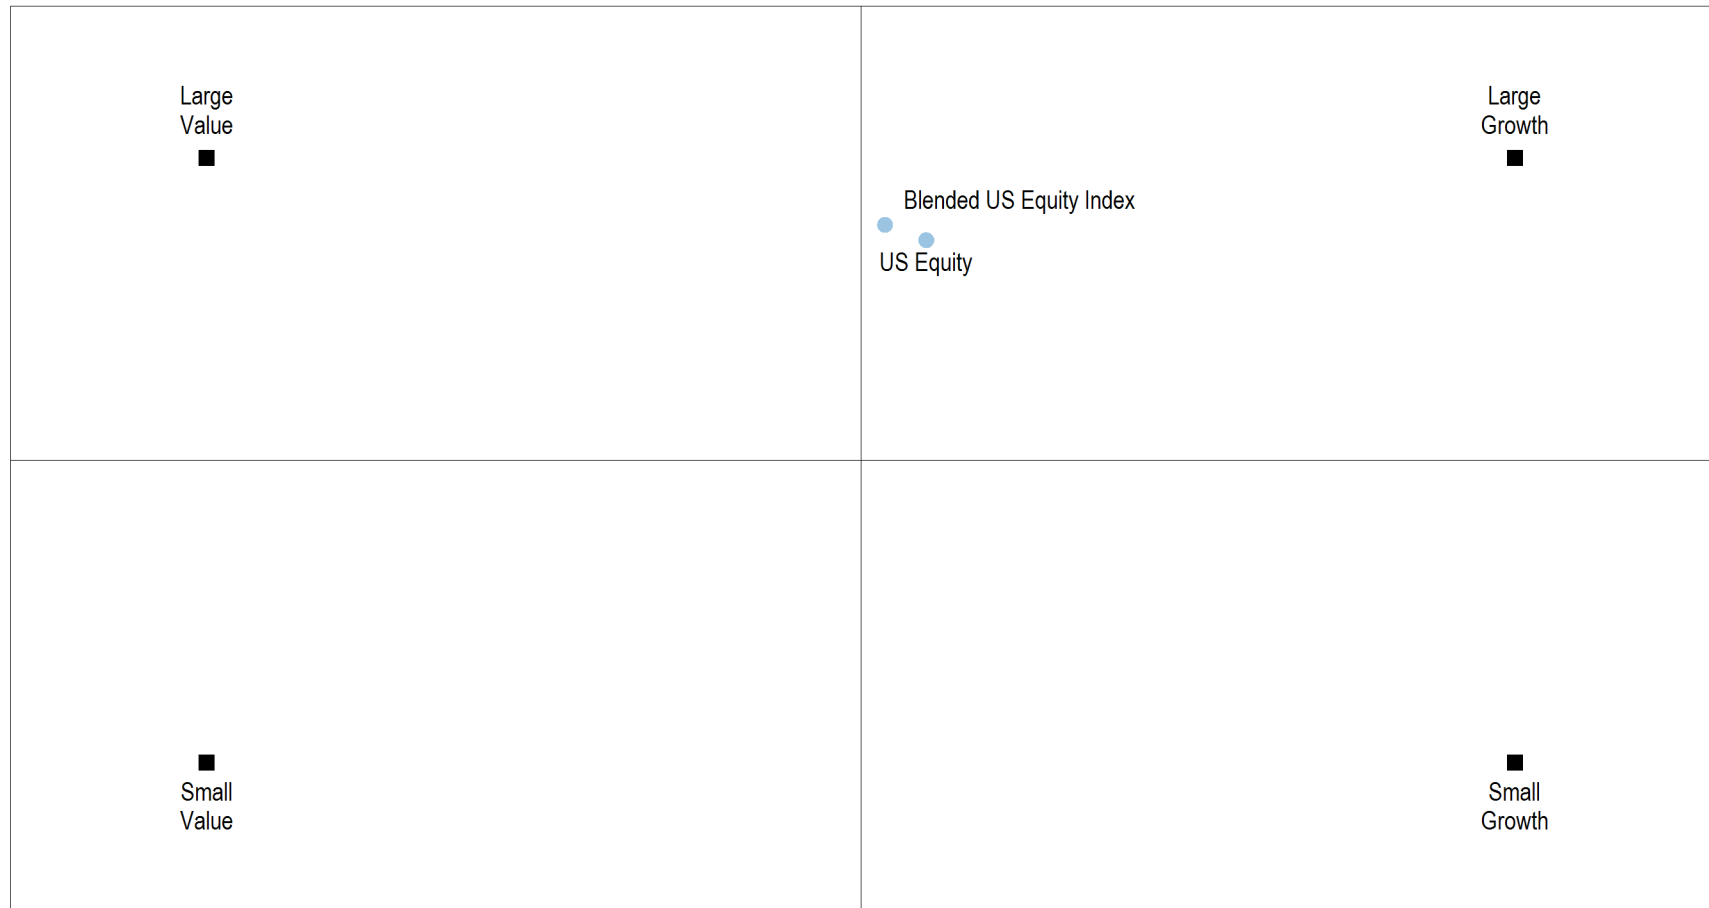 Large
Value
Large
Growth
Blended US Equity Index
US Equity
Small
Value
Small
Growth